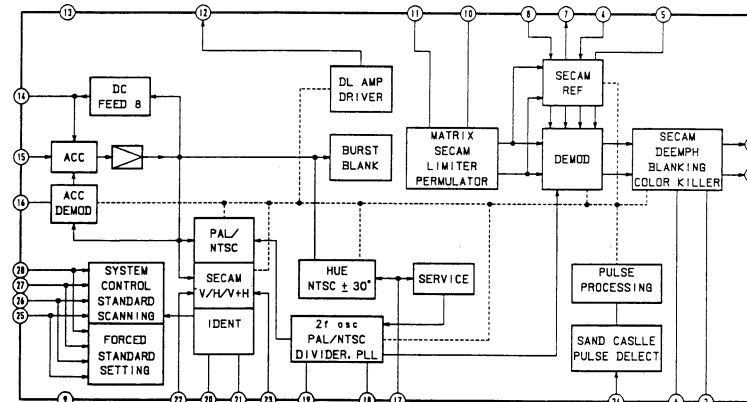 13
12
11
10
8
7
4
5
14
DC
FEED 8
DL AMP
DRIVER
SECAM
REF
15
ACC
BURST
BLANK
MATRIX
SECAM
LIMITER
PERMULATOR
DEMOD
SECAM
DEEMPH
BLANKING
COLOR KILLER
16
ACC
DEMOD
PAL/
NTSC
28
27
26
25
SYSTEM
CONTROL
STANDARD
SCANNING
SECAM
V/H/V+H
HUE
NTSC ± 30°
SERVICE
PULSE
PROCESSING
IDENT
FORCED
STANDARD
SETTING
2f osc
PAL/NTSC
DIVIDER, PLL
SAND CASLLE
PULSE DELECT
9
22
20
21
23
19
18
17
24